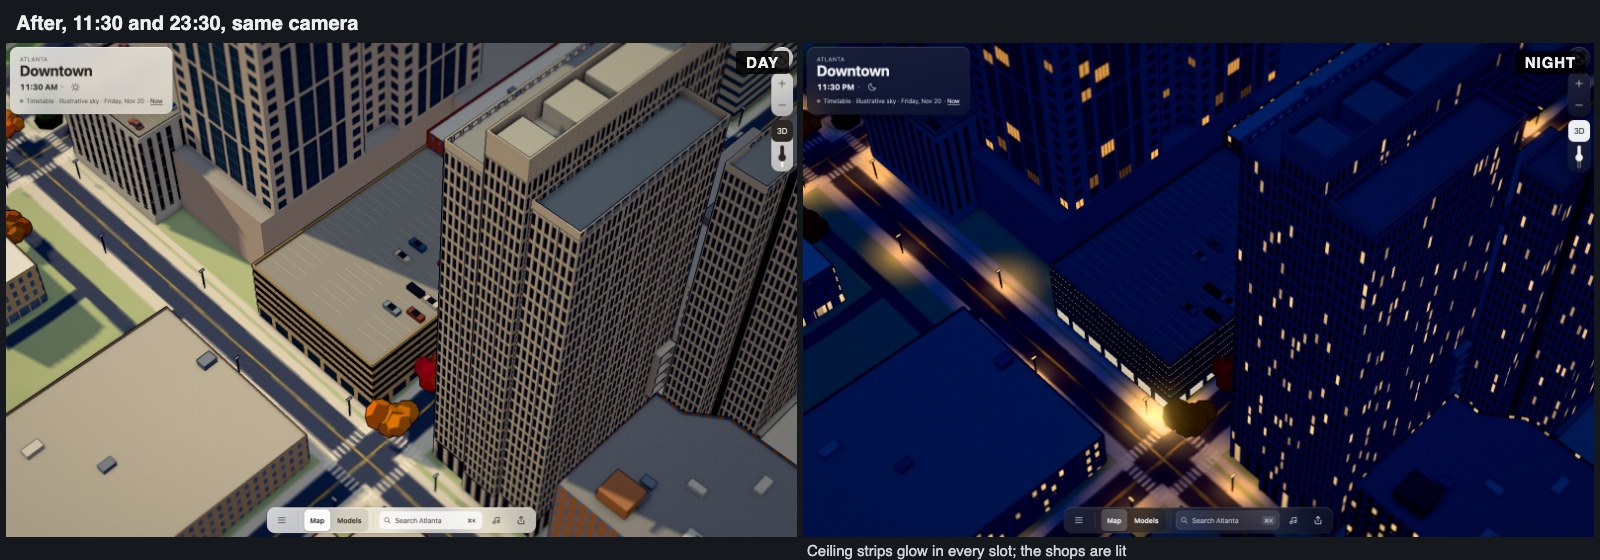 After, 11:30 and 23:30, same camera
ATLANTA
Downtown
11:30 AM
Timetable · Illustrative sky · Friday, Nov 20 · Now
DAY
+
−
3D
Map
Models
Search Atlanta
⌘K
ATLANTA
Downtown
11:30 PM
Timetable · Illustrative sky · Friday, Nov 20 · Now
NIGHT
+
−
3D
Map
Models
Search Atlanta
⌘K
Ceiling strips glow in every slot; the shops are lit